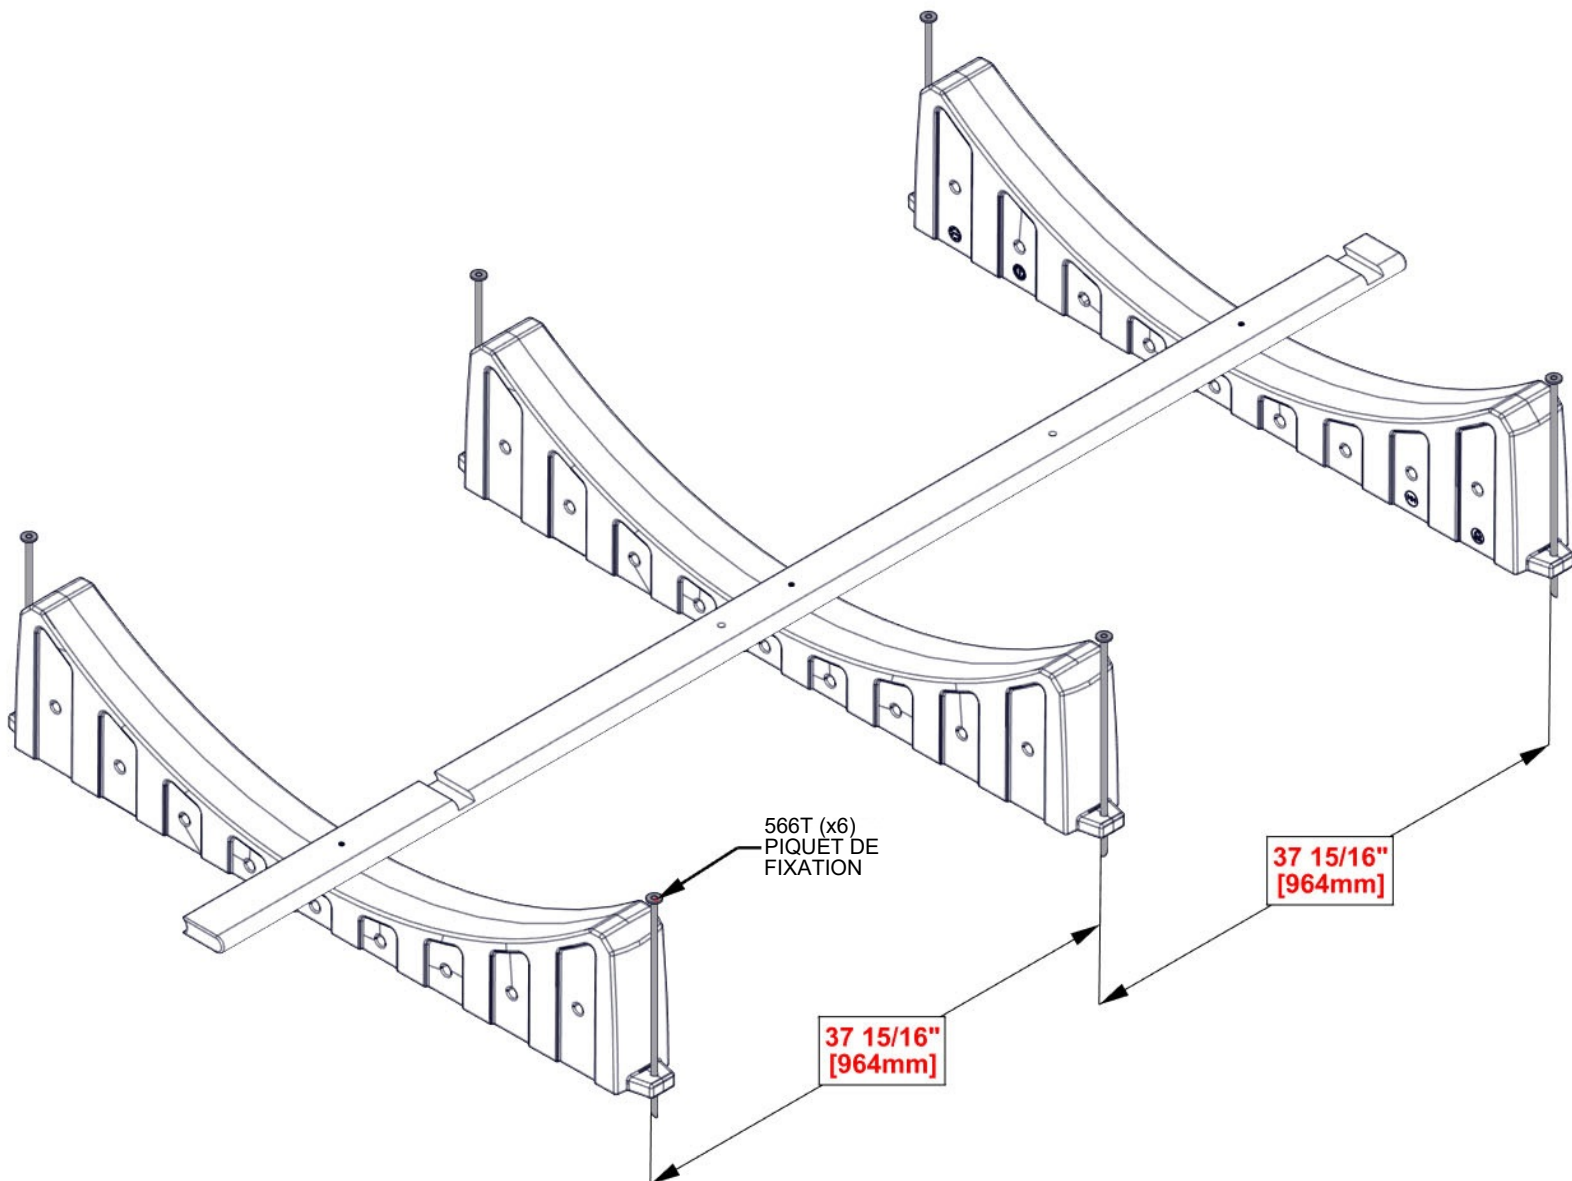 566T (x6)
PIQUET DE
FIXATION
37 15/16"
[964mm]
37 15/16"
[964mm]